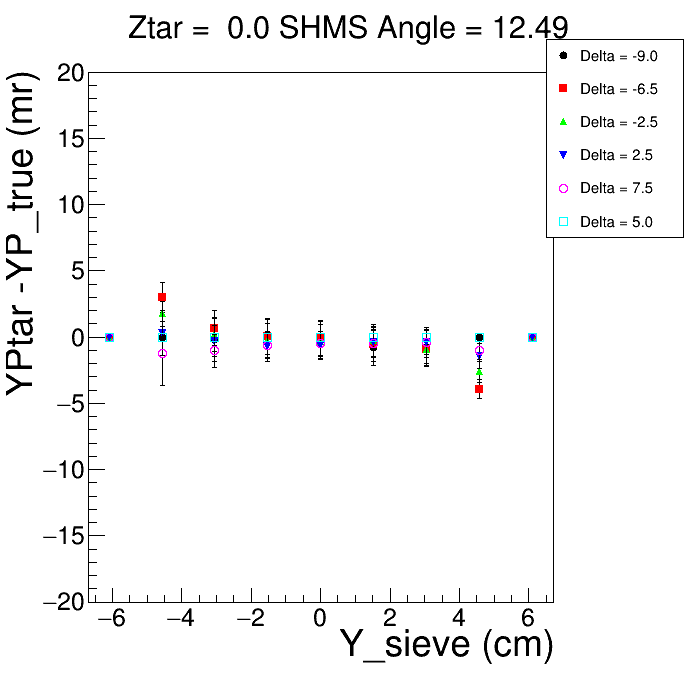 Ztar =  0.0 SHMS Angle = 12.49
Delta = -9.0
Delta = -6.5
Delta = -2.5
Delta = 2.5
Delta = 7.5
Delta = 5.0
YPtar -YP_true (mr)
20
15
10
5
0
−5
−10
−15
−20
−6 −4 −2 0 2 4 6
Y_sieve (cm)